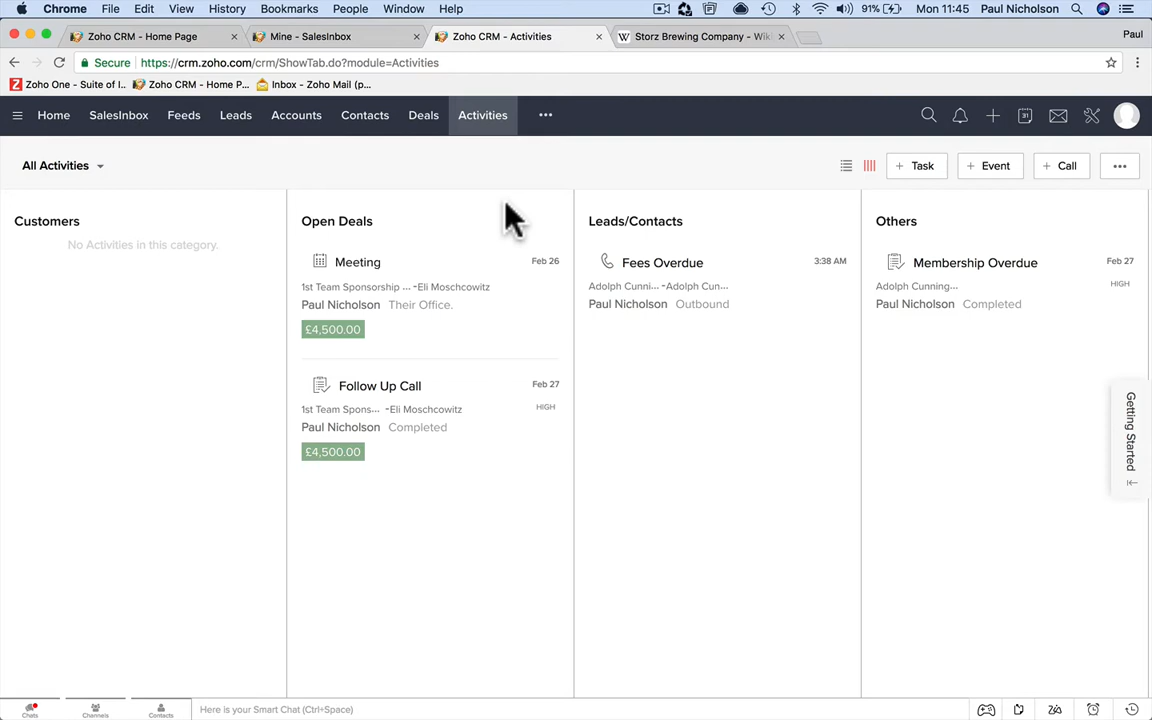 Chrome File Edit View History Bookmarks People Window Help 91% Mon 11:45 Paul Nicholson
Zoho CRM - Home Page × Mine - SalesInbox × Zoho CRM - Activities × W Storz Brewing Company - Wiki × Paul
Secure https://crm.zoho.com/crm/ShowTab.do?module=Activities
Zoho One - Suite of I.. Zoho CRM - Home P... Inbox - Zoho Mail (p...
Home SalesInbox Feeds Leads Accounts Contacts Deals Activities ••• 31
All Activities + Task + Event + Call •••
Customers
No Activities in this category.
Open Deals
Meeting Feb 26
1st Team Sponsorship ... -Eli Moschcowitz
Paul Nicholson Their Office.
£4,500.00
Follow Up Call Feb 27
1st Team Spons... -Eli Moschcowitz HIGH
Paul Nicholson Completed
£4,500.00
Leads/Contacts
Fees Overdue 3:38 AM
Adolph Cunni... -Adolph Cun...
Paul Nicholson Outbound
Others
Membership Overdue Feb 27
Adolph Cunning... HIGH
Paul Nicholson Completed
Getting Started
Chats Channels Contacts Here is your Smart Chat (Ctrl+Space)